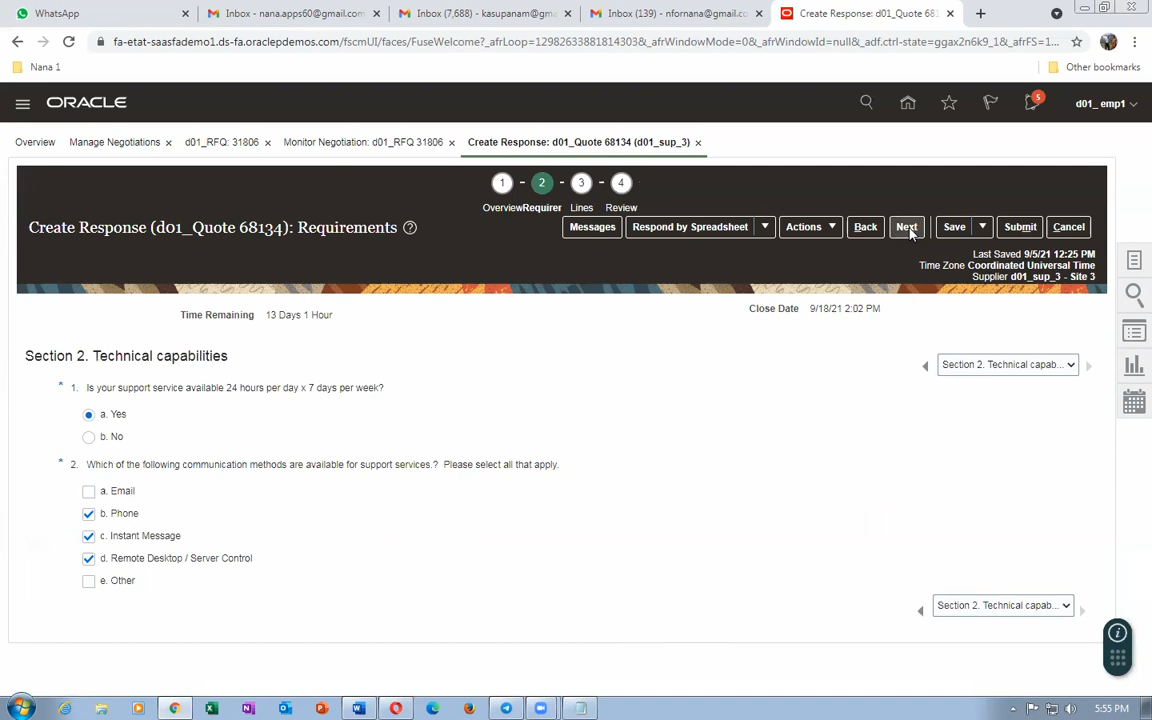 WhatsApp
Inbox - nana.apps60@gmail.com
Inbox (7,688) - kasupanam@gm
Inbox (139) - nfornana@gmail.co
Create Response: d01_Quote 681
fa-etat-saasfademo1.ds-fa.oraclepdemos.com/fscmUI/faces/FuseWelcome?_afrLoop=12982633881814303&_afrWindowMode=0&_afrWindowId=null&_adf.ctrl-state=ggax2n6k9_1&_afrFS=1...
Nana 1
Other bookmarks
ORACLE
5
d01_ emp1
Overview
Manage Negotiations
d01_RFQ: 31806
Monitor Negotiation: d01_RFQ 31806
Create Response: d01_Quote 68134 (d01_sup_3)
1 2 3 4
Overview Requirer Lines Review
Create Response (d01_Quote 68134): Requirements
Messages
Respond by Spreadsheet
Actions
Back
Next
Save
Submit
Cancel
Last Saved 9/5/21 12:25 PM
Time Zone Coordinated Universal Time
Supplier d01_sup_3 - Site 3
Time Remaining 13 Days 1 Hour
Close Date 9/18/21 2:02 PM
Section 2. Technical capabilities
Section 2. Technical capab...
* 1. Is your support service available 24 hours per day x 7 days per week?
a. Yes
b. No
* 2. Which of the following communication methods are available for support services.? Please select all that apply.
a. Email
b. Phone
c. Instant Message
d. Remote Desktop / Server Control
e. Other
Section 2. Technical capab...
5:55 PM